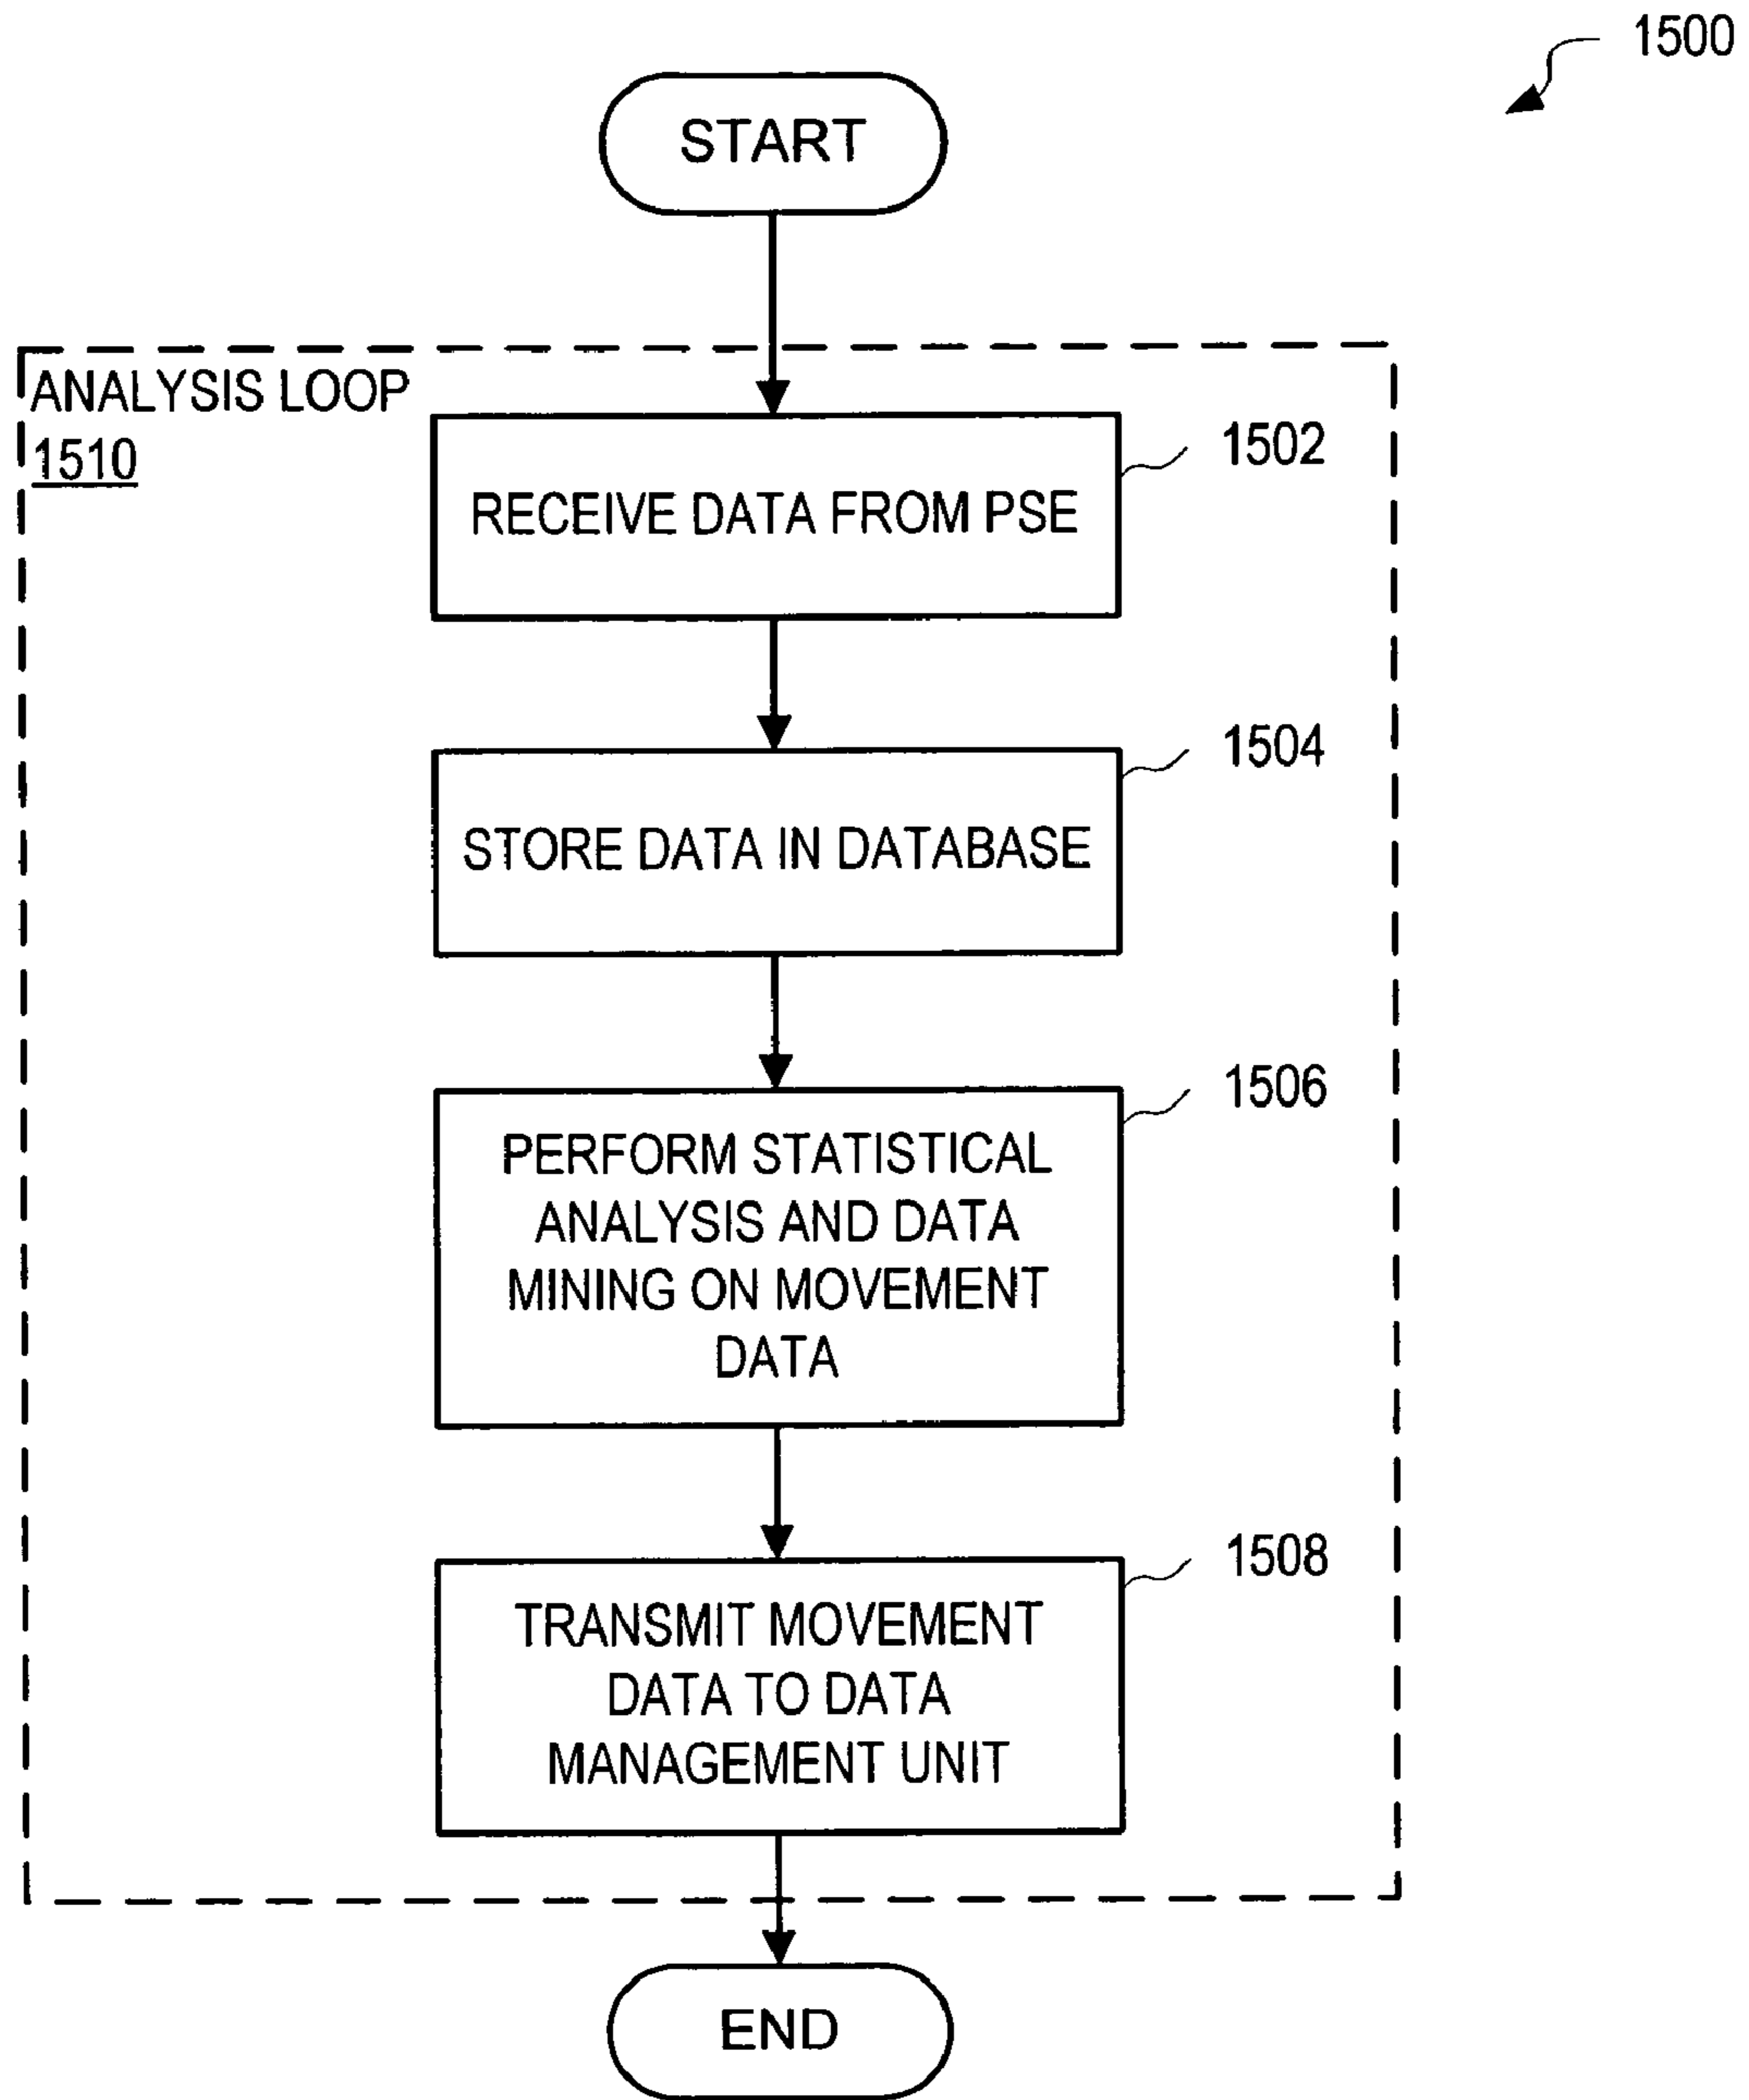 1500
START
ANALYSIS LOOP
1510
1502
RECEIVE DATA FROM PSE
1504
STORE DATA IN DATABASE
1506
PERFORM STATISTICAL
ANALYSIS AND DATA
MINING ON MOVEMENT
DATA
1508
TRANSMIT MOVEMENT
DATA TO DATA
MANAGEMENT UNIT
END